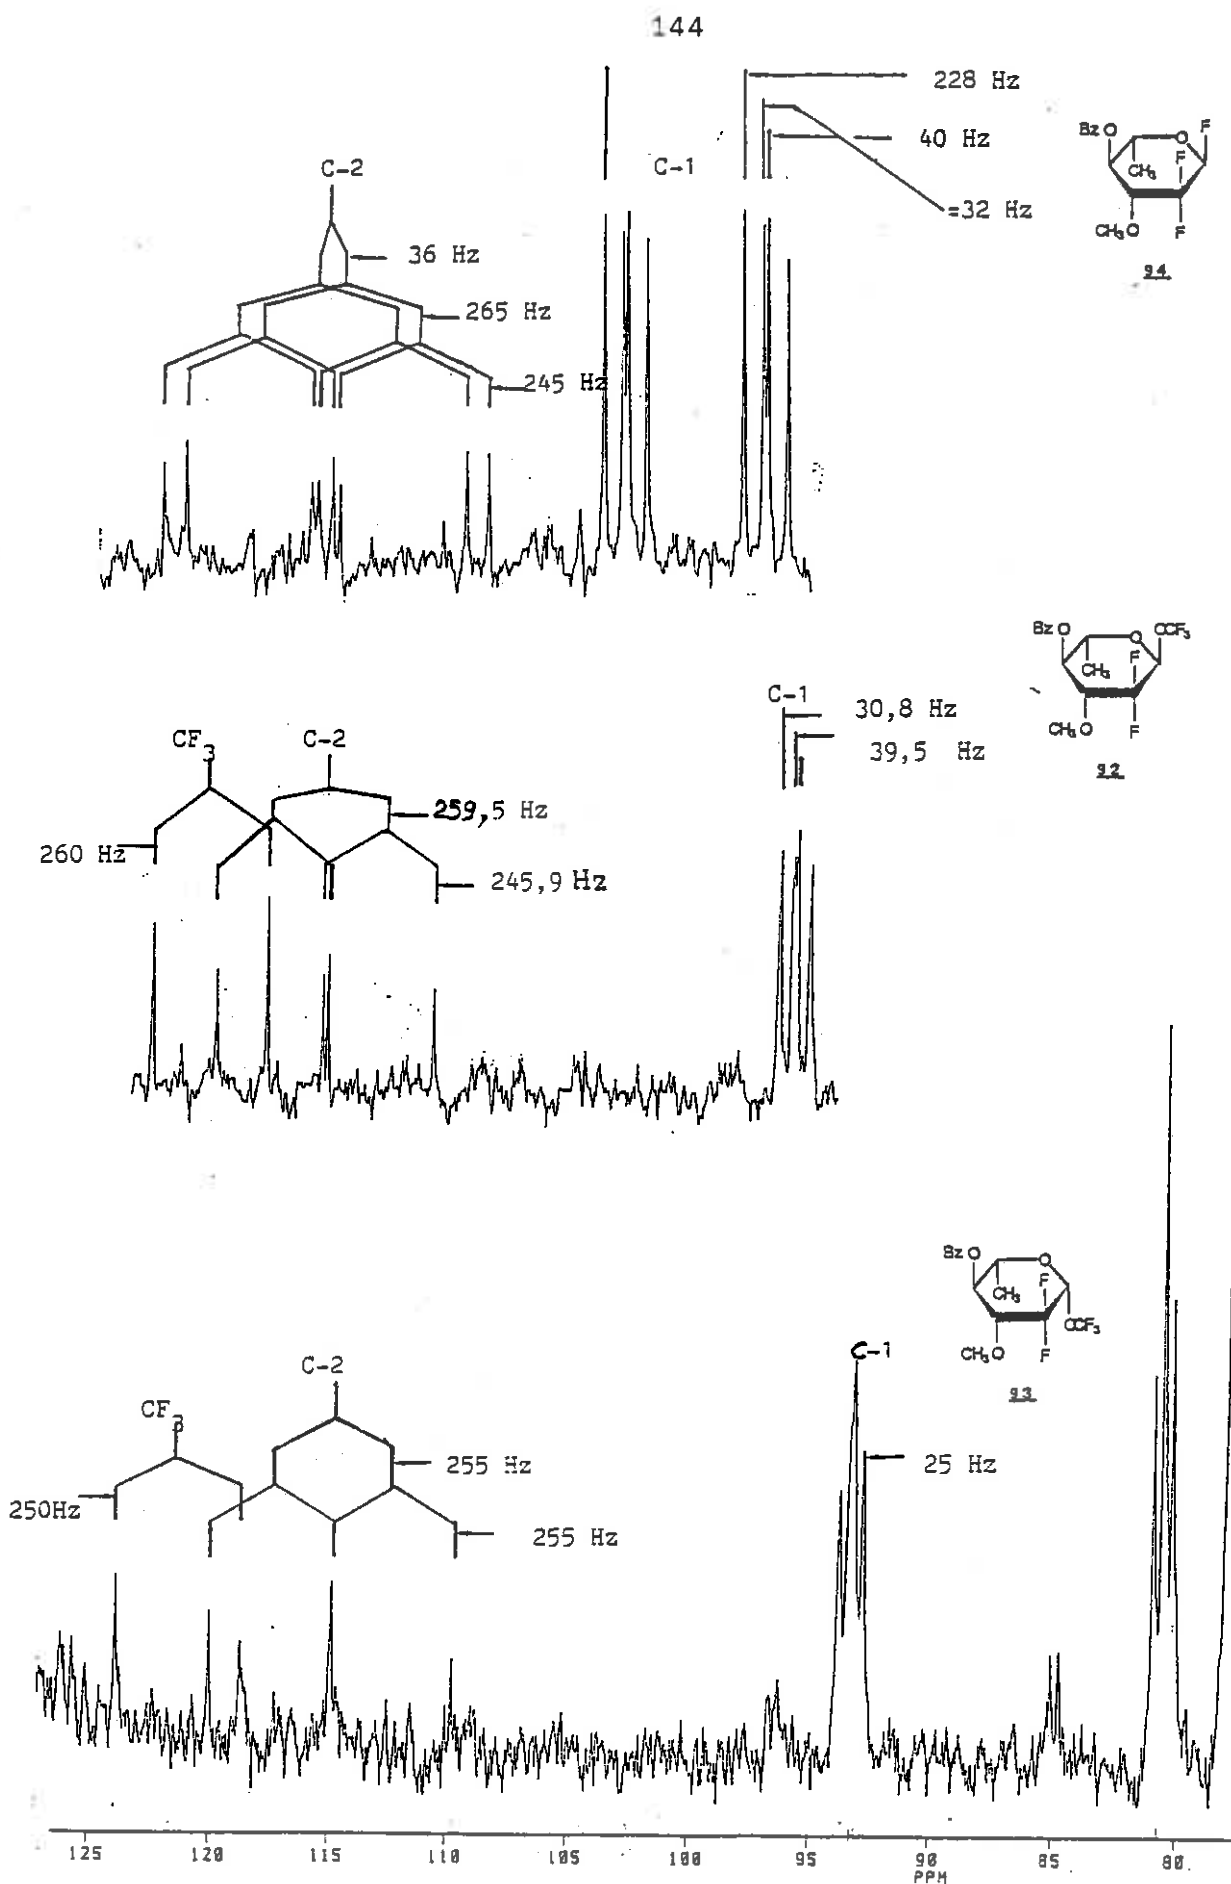 144
228 Hz
40 Hz
C-1
=32 Hz
C-2
36 Hz
265 Hz
245 Hz
Bz O
O
F
F
CH₃
CH₃O
F
94
C-1
30,8 Hz
39,5 Hz
CF₃
C-2
259,5 Hz
260 Hz
245,9 Hz
Bz O
O
OCF₃
F
CH₃
CH₃O
F
92
C-2
CF₃
255 Hz
250Hz
255 Hz
C-1
25 Hz
Bz O
O
F
CH₃
OCF₃
CH₃O
F
93
125 120 115 110 105 100 95 90 85 80
PPM